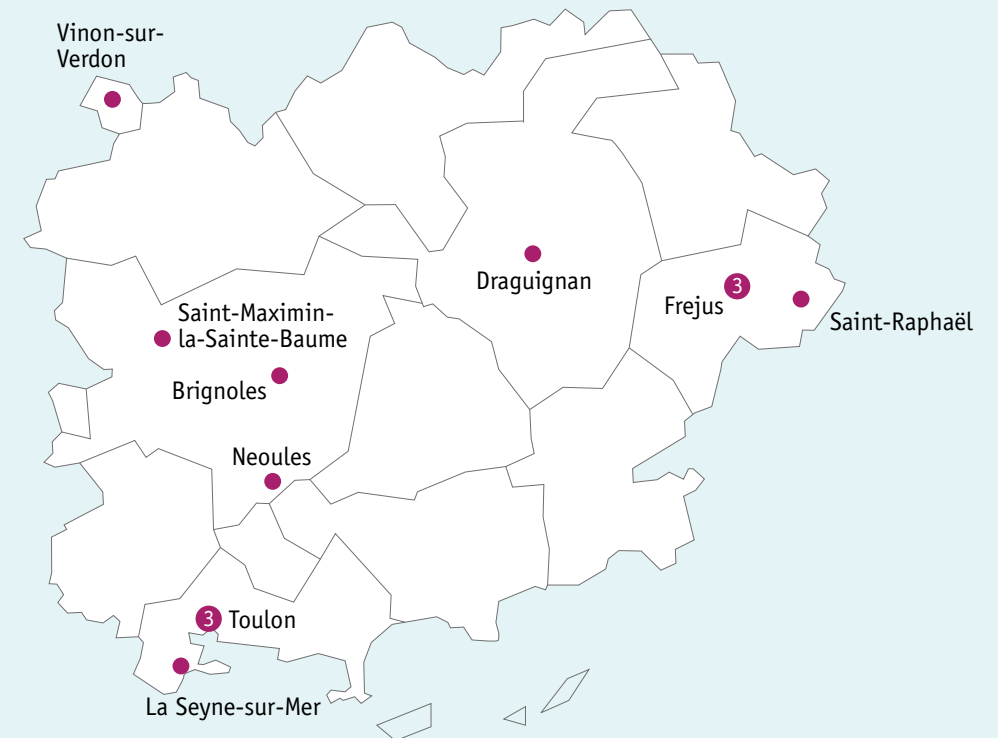 Vinon-sur-
Verdon
Draguignan
3
Frejus
Saint-Raphaël
Saint-Maximin-
la-Sainte-Baume
Brignoles
Neoules
3 Toulon
La Seyne-sur-Mer